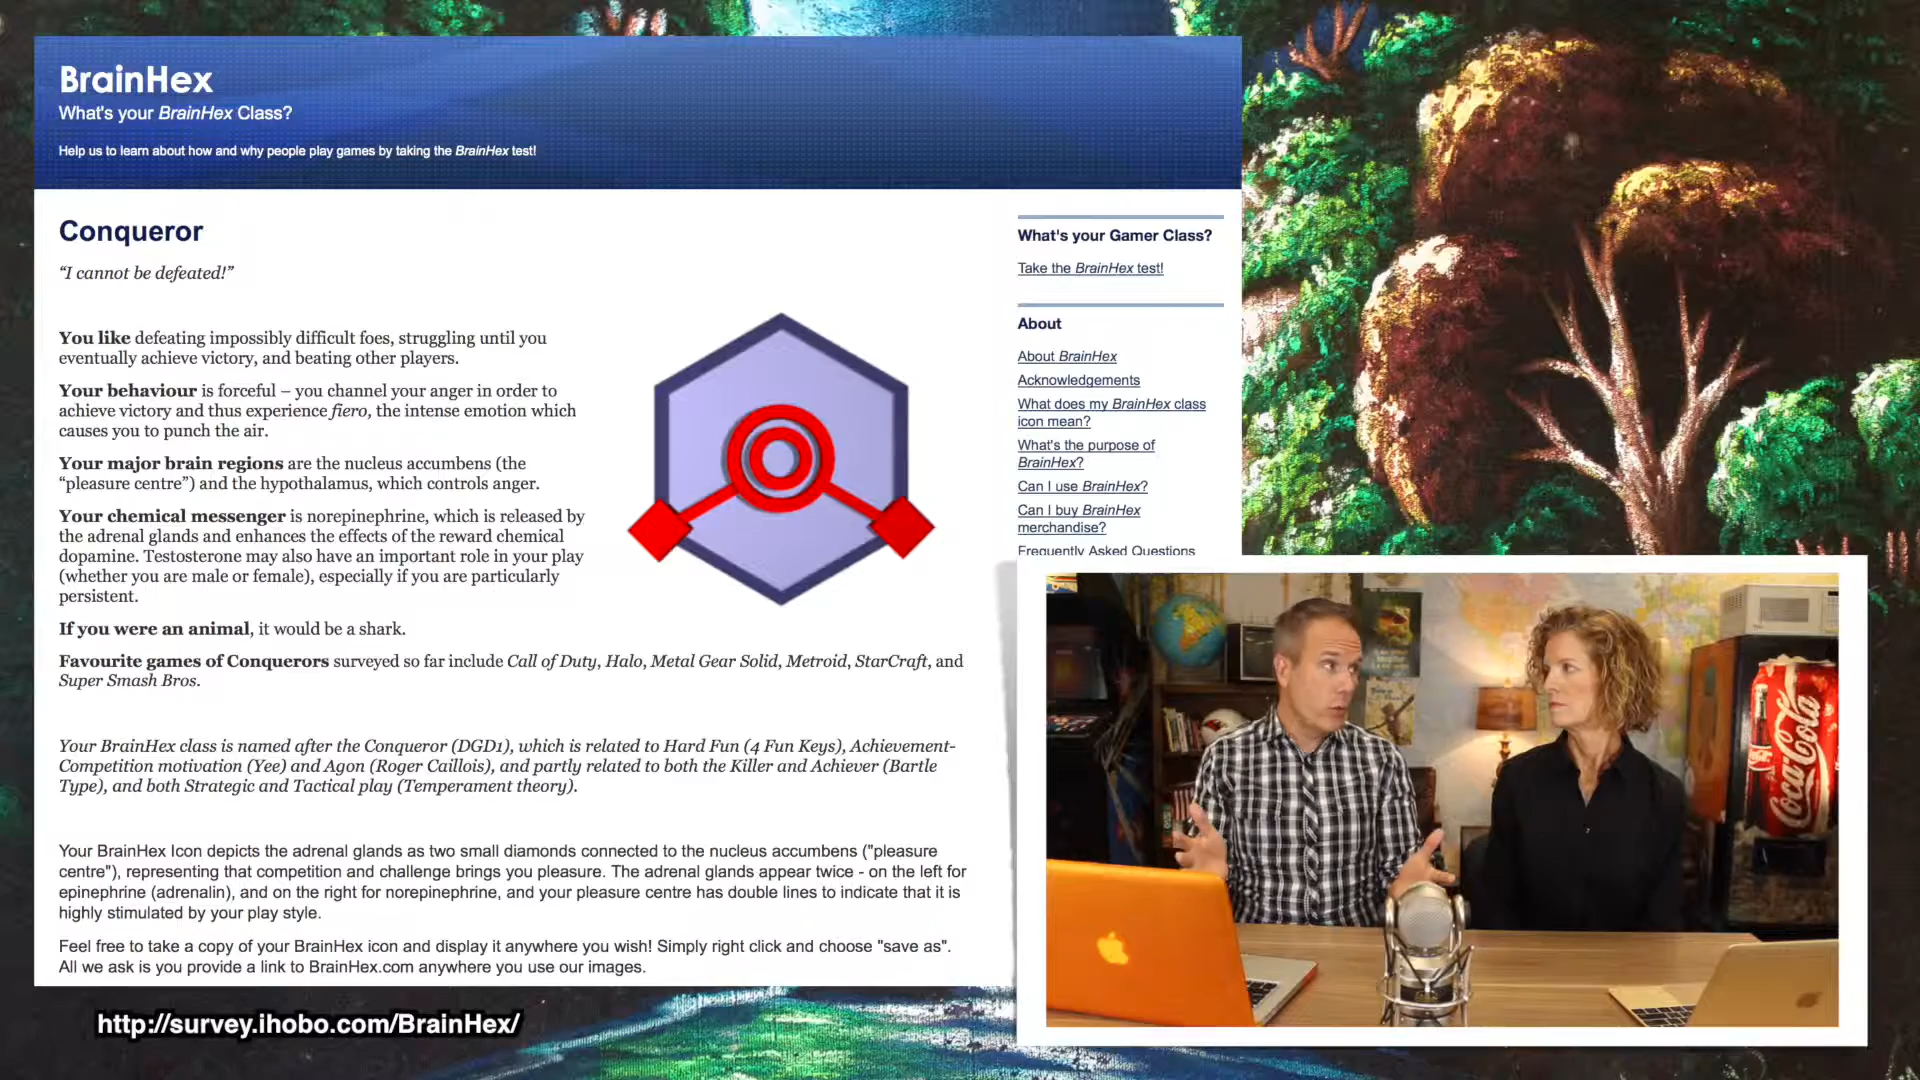 BrainHex
What's your BrainHex Class?
Help us to learn about how and why people play games by taking the BrainHex test!
Conqueror
“I cannot be defeated!”
You like defeating impossibly difficult foes, struggling until you
eventually achieve victory, and beating other players.
Your behaviour is forceful – you channel your anger in order to
achieve victory and thus experience fiero, the intense emotion which
causes you to punch the air.
Your major brain regions are the nucleus accumbens (the
“pleasure centre”) and the hypothalamus, which controls anger.
Your chemical messenger is norepinephrine, which is released by
the adrenal glands and enhances the effects of the reward chemical
dopamine. Testosterone may also have an important role in your play
(whether you are male or female), especially if you are particularly
persistent.
If you were an animal, it would be a shark.
Favourite games of Conquerors surveyed so far include Call of Duty, Halo, Metal Gear Solid, Metroid, StarCraft, and
Super Smash Bros.
Your BrainHex class is named after the Conqueror (DGD1), which is related to Hard Fun (4 Fun Keys), Achievement-
Competition motivation (Yee) and Agon (Roger Caillois), and partly related to both the Killer and Achiever (Bartle
Type), and both Strategic and Tactical play (Temperament theory).
Your BrainHex Icon depicts the adrenal glands as two small diamonds connected to the nucleus accumbens ("pleasure
centre"), representing that competition and challenge brings you pleasure. The adrenal glands appear twice - on the left for
epinephrine (adrenalin), and on the right for norepinephrine, and your pleasure centre has double lines to indicate that it is
highly stimulated by your play style.
Feel free to take a copy of your BrainHex icon and display it anywhere you wish! Simply right click and choose "save as".
All we ask is you provide a link to BrainHex.com anywhere you use our images.
What's your Gamer Class?
Take the BrainHex test!
About
About BrainHex
Acknowledgements
What does my BrainHex class
icon mean?
What's the purpose of
BrainHex?
Can I use BrainHex?
Can I buy BrainHex
merchandise?
Frequently Asked Questions
Coca-Cola
http://survey.ihobo.com/BrainHex/